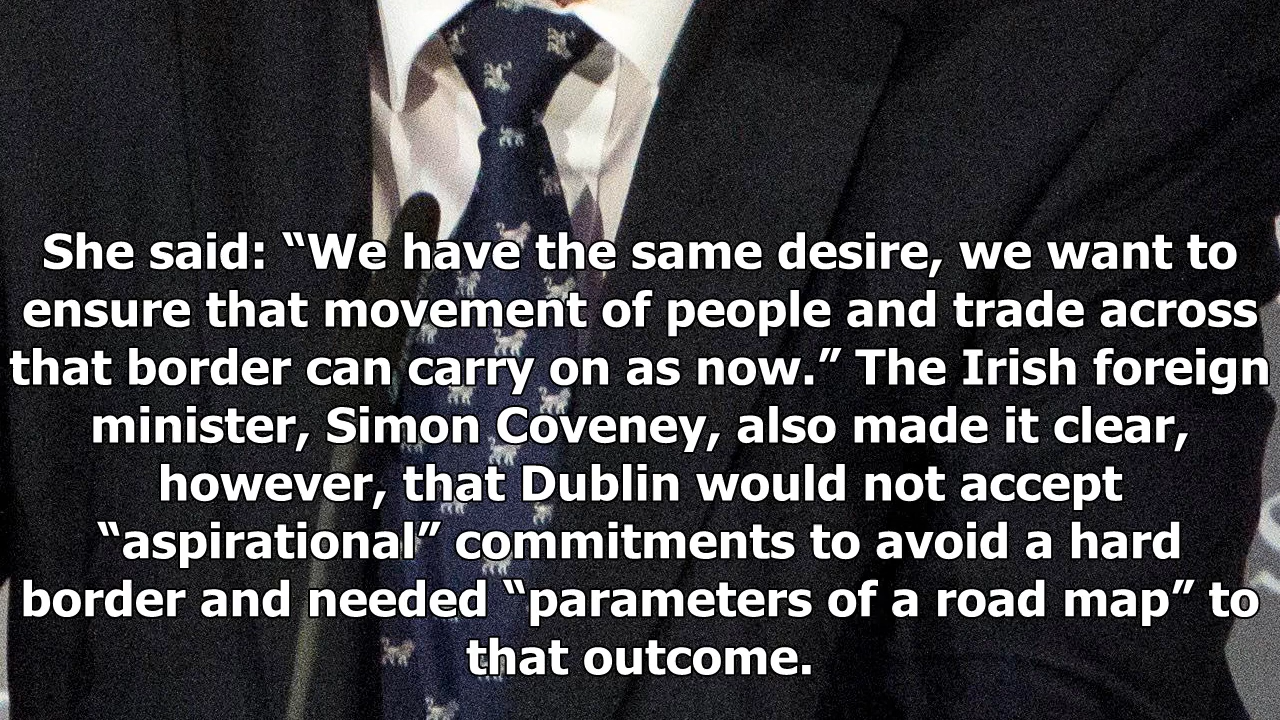 She said: “We have the same desire, we want to
ensure that movement of people and trade across
that border can carry on as now.” The Irish foreign
minister, Simon Coveney, also made it clear,
however, that Dublin would not accept
“aspirational” commitments to avoid a hard
border and needed “parameters of a road map” to
that outcome.